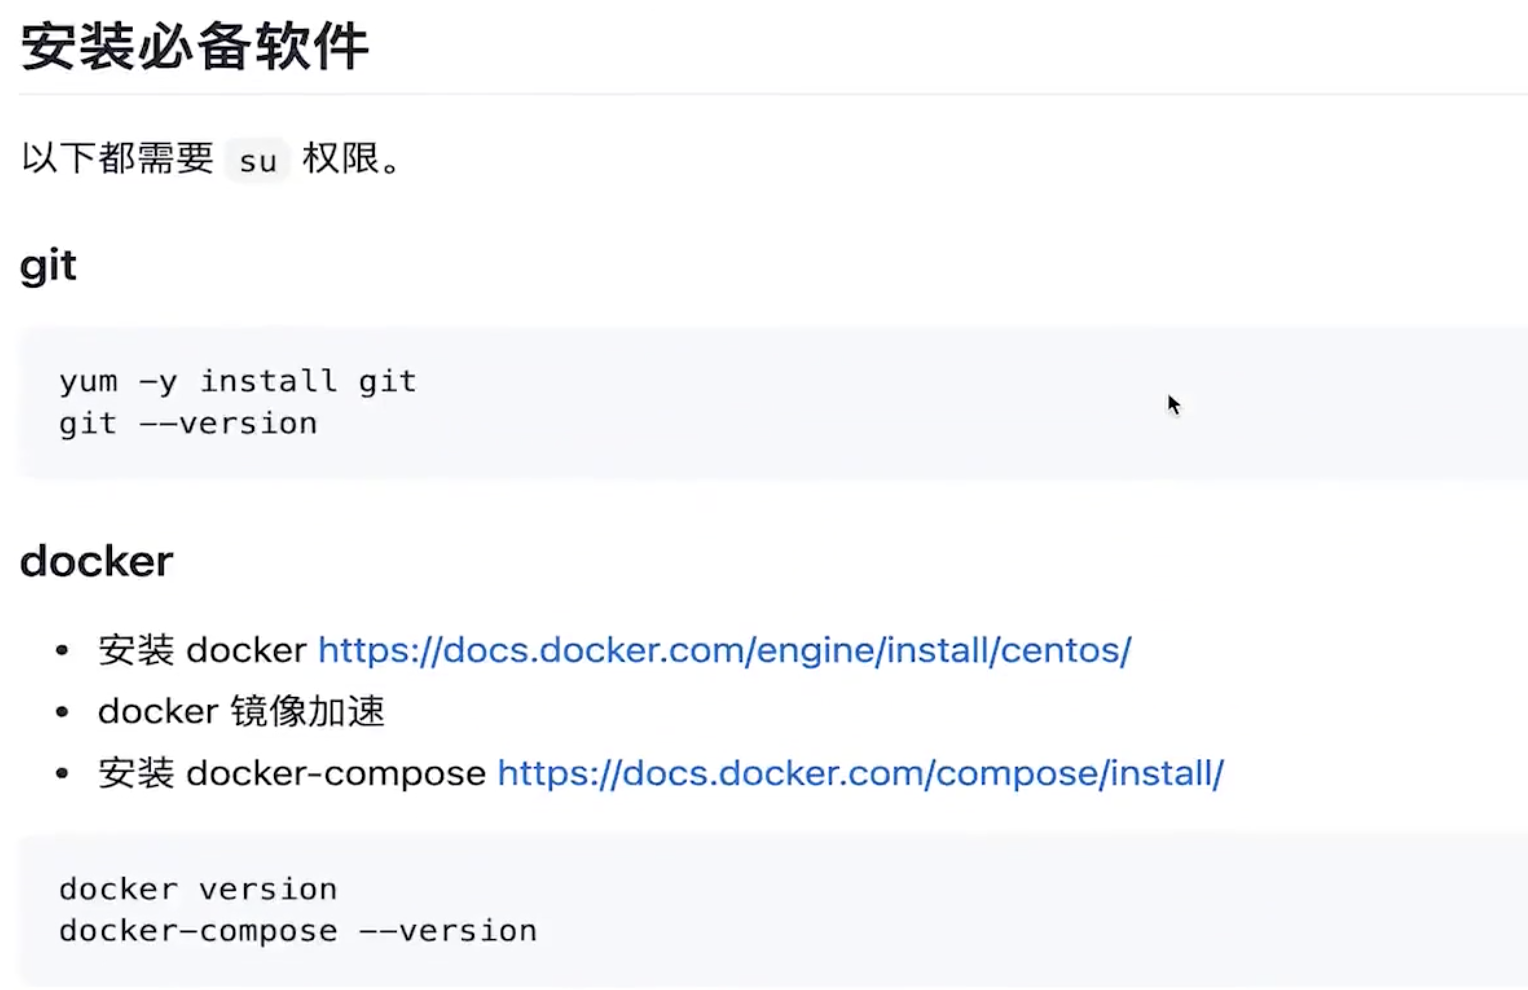 安装必备软件
以下都需要 su 权限。
git
yum -y install git
git --version
docker
• 安装 docker https://docs.docker.com/engine/install/centos/
• docker 镜像加速
• 安装 docker-compose https://docs.docker.com/compose/install/
docker version
docker-compose --version